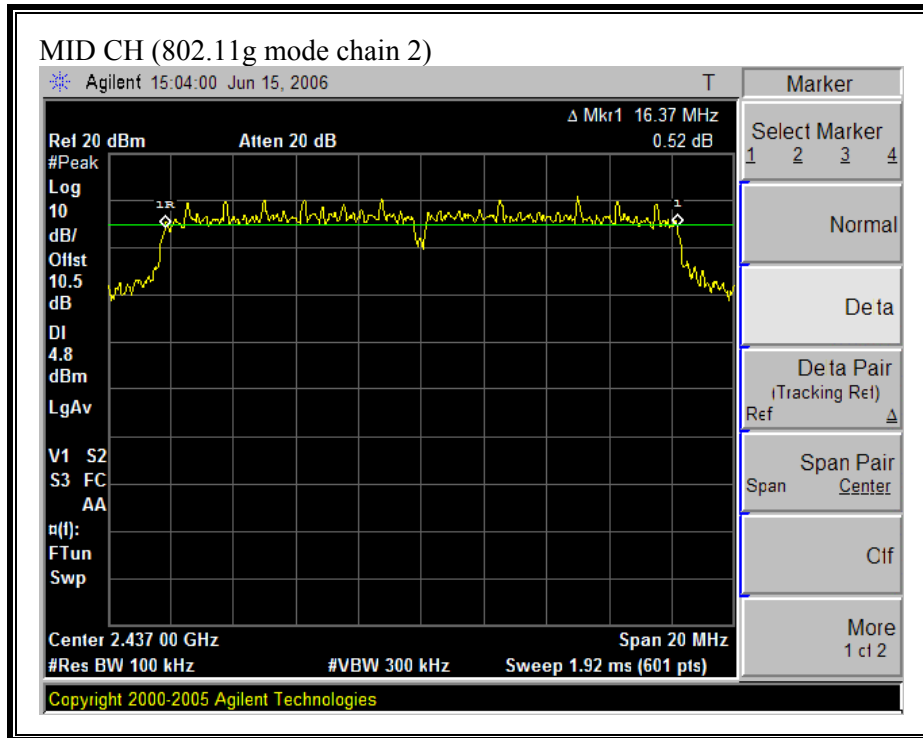 MID CH (802.11g mode chain 2)
Agilent 15:04:00 Jun 15, 2006 T
Δ Mkr1 16.37 MHz
Ref 20 dBm Atten 20 dB 0.52 dB
#Peak
Log
10
dB/
Offst
10.5
dB
DI
4.8
dBm
LgAv
V1 S2
S3 FC
AA
¤(f):
FTun
Swp
1R
1
Center 2.437 00 GHz Span 20 MHz
#Res BW 100 kHz #VBW 300 kHz Sweep 1.92 ms (601 pts)
Copyright 2000-2005 Agilent Technologies
Marker
Select Marker
1 2 3 4
Normal
Delta
Delta Pair
(Tracking Ref)
Ref Δ
Span Pair
Span Center
Off
More
1 of 2